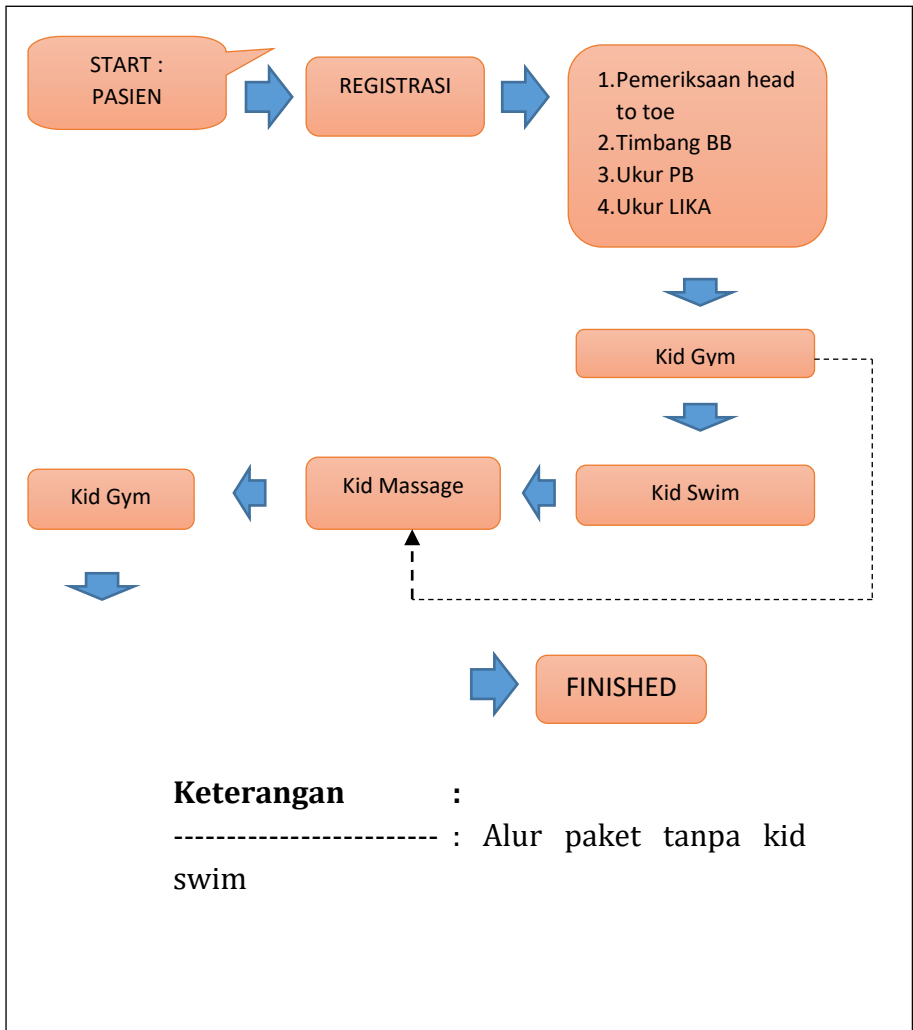 START :
PASIEN
REGISTRASI
1.Pemeriksaan head
to toe
2.Timbang BB
3.Ukur PB
4.Ukur LIKA
Kid Gym
Kid Swim
Kid Massage
Kid Gym
FINISHED
Keterangan :
------------------------- : Alur paket tanpa kid
swim